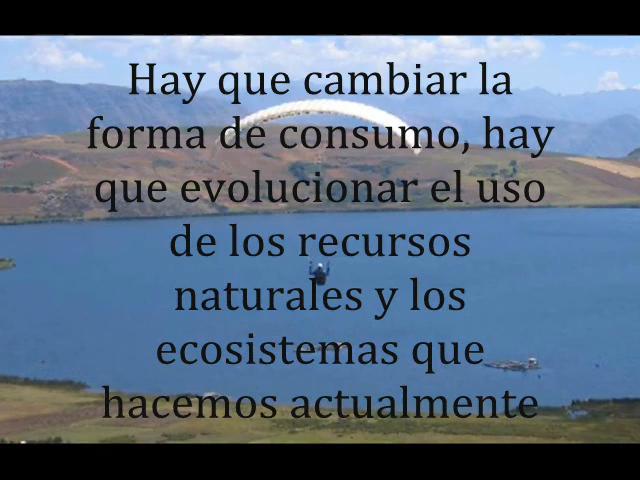 Hay que cambiar la
forma de consumo, hay
que evolucionar el uso
de los recursos
naturales y los
ecosistemas que
hacemos actualmente